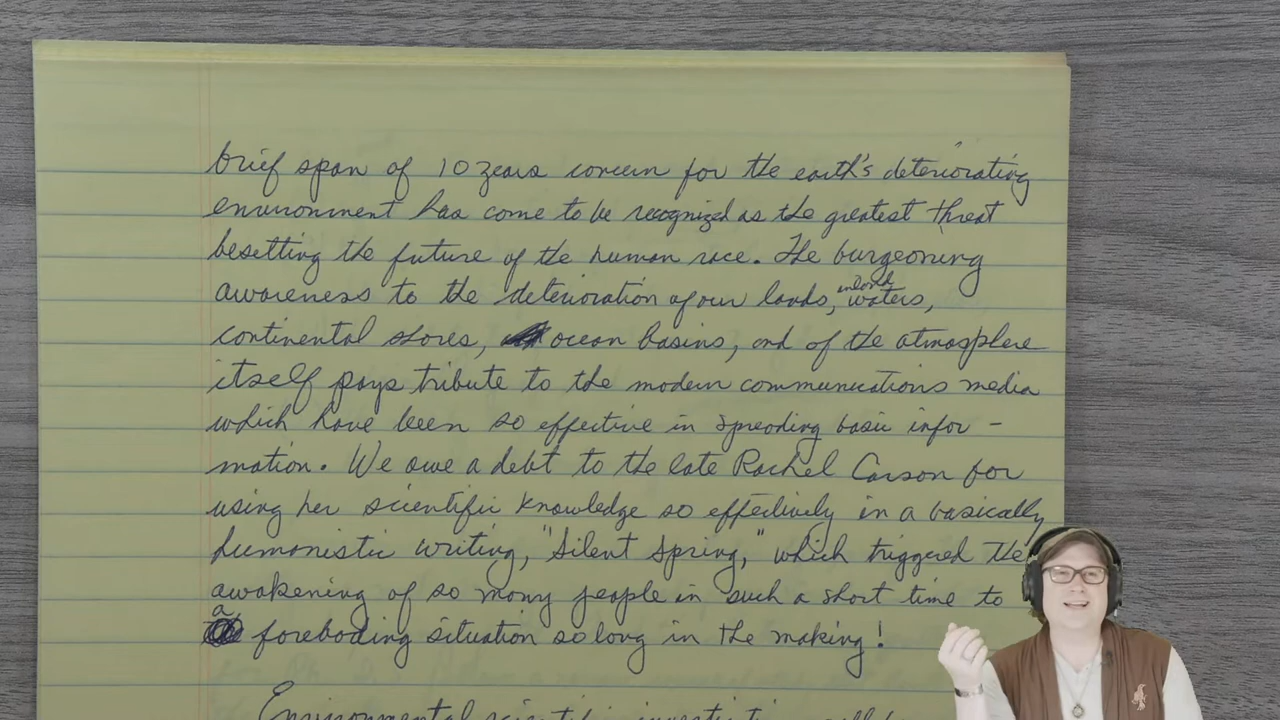 brief span of 10 years concern for the earth's deteriorating
environment has come to be recognized as the greatest threat
besetting the future of the human race. The burgeoning
awareness to the deterioration of our lands, inland waters,
continental shores, ocean basins, and of the atmosphere
itself pays tribute to the modern communications media
which have been so effective in spreading basic infor-
mation. We owe a debt to the late Rachel Carson for
using her scientific knowledge so effectively in a basically
humanistic writing, "Silent Spring," which triggered the
awakening of so many people in such a short time to
a foreboding situation so long in the making!
Environmental scientific